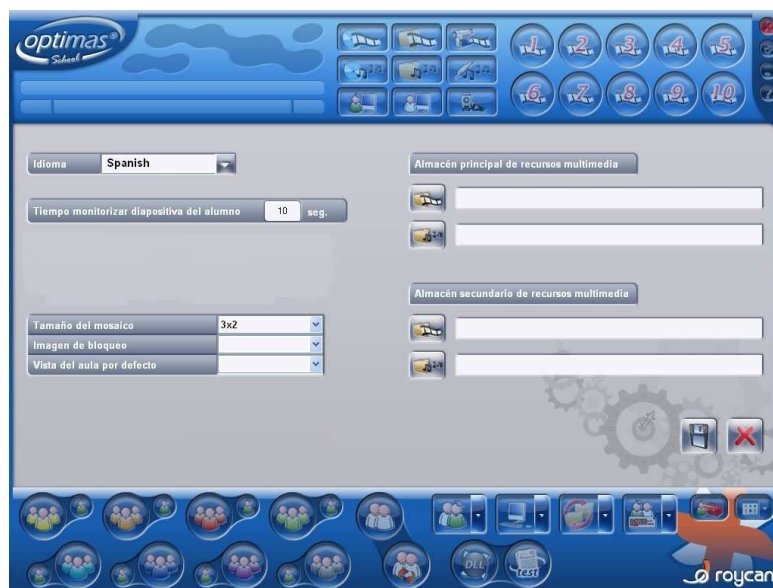 optimas®
School
1 2 3 4 5
6 7 8 9 10
Idioma Spanish
Tiempo monitorizar diapositiva del alumno 10 seg.
Tamaño del mosaico 3x2
Imagen de bloqueo
Vista del aula por defecto
Almacén principal de recursos multimedia
Almacén secundario de recursos multimedia
DLL
test
roycan